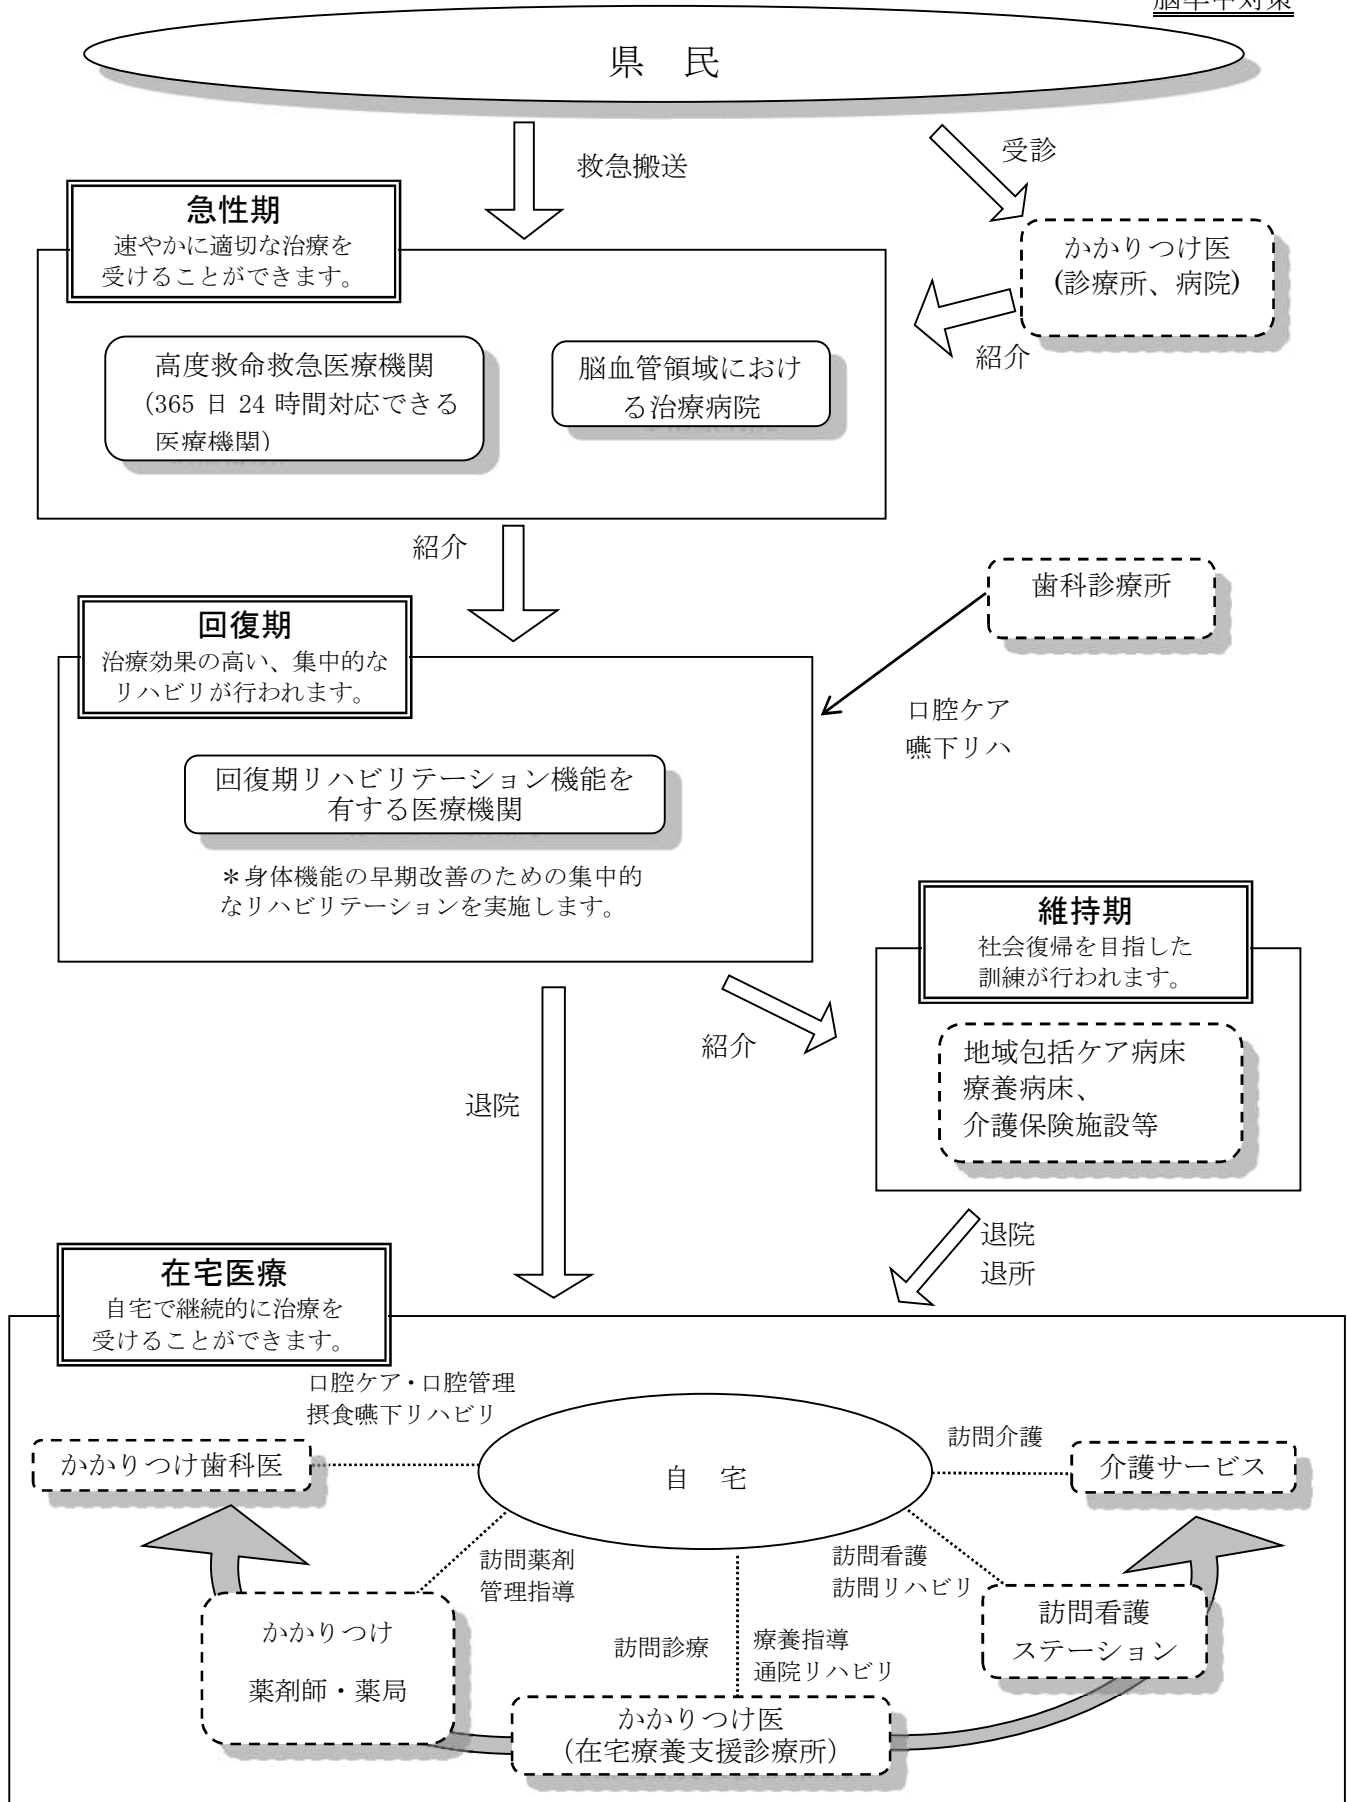 脳卒中対策
県　民
救急搬送
受診
急性期
速やかに適切な治療を
受けることができます。
かかりつけ医
(診療所、病院)
紹介
高度救命救急医療機関
(365 日 24 時間対応できる
医療機関)
脳血管領域におけ
る治療病院
紹介
歯科診療所
回復期
治療効果の高い、集中的な
リハビリが行われます。
口腔ケア
嚥下リハ
回復期リハビリテーション機能を
有する医療機関
＊身体機能の早期改善のための集中的
なリハビリテーションを実施します。
維持期
社会復帰を目指した
訓練が行われます。
紹介
地域包括ケア病床
療養病床、
介護保険施設等
退院
退院
退所
在宅医療
自宅で継続的に治療を
受けることができます。
口腔ケア・口腔管理
摂食嚥下リハビリ
かかりつけ歯科医
自　宅
訪問介護
介護サービス
訪問薬剤
管理指導
訪問看護
訪問リハビリ
かかりつけ
薬剤師・薬局
訪問診療
療養指導
通院リハビリ
訪問看護
ステーション
かかりつけ医
(在宅療養支援診療所)